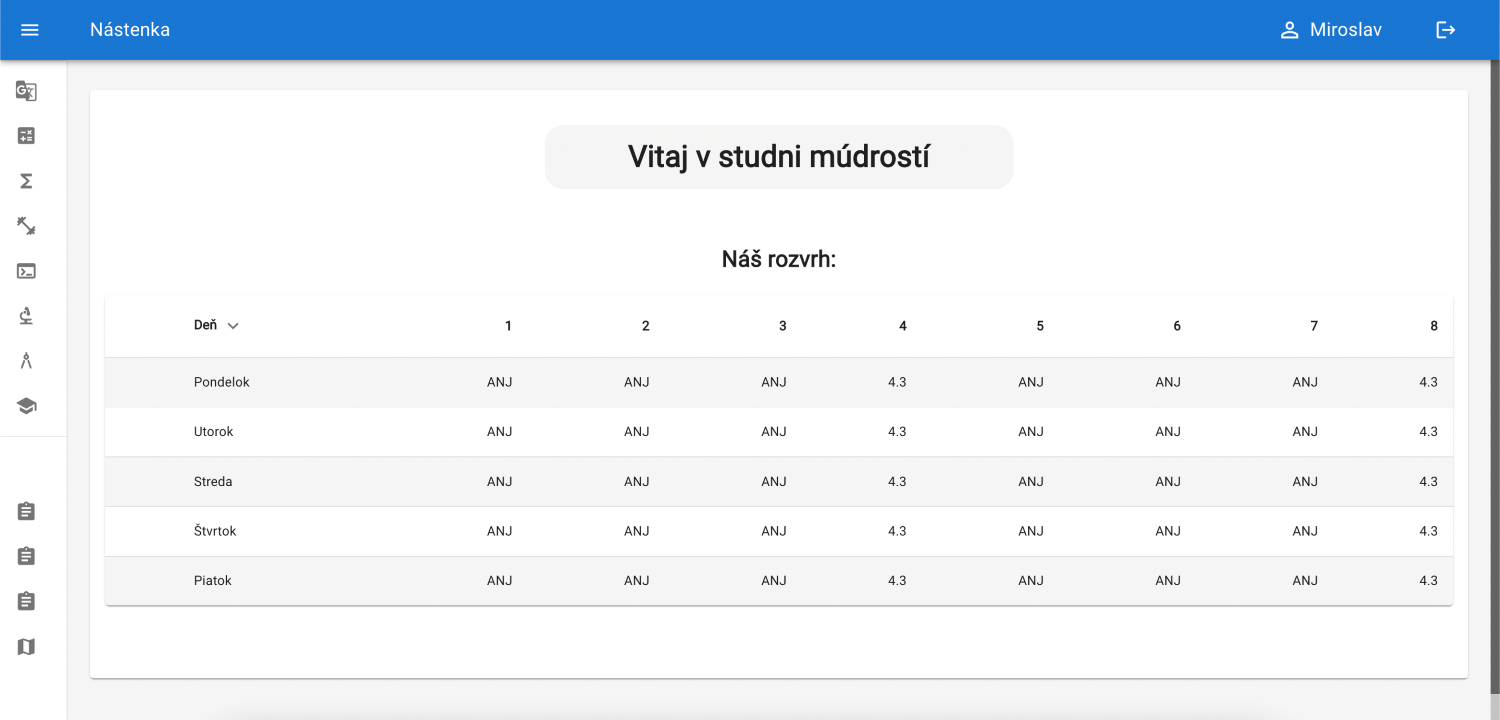 Nástenka Miroslav
Vitaj v studni múdrostí
Náš rozvrh:
Deň 1 2 3 4 5 6 7 8
Pondelok ANJ ANJ ANJ 4.3 ANJ ANJ ANJ 4.3
Utorok ANJ ANJ ANJ 4.3 ANJ ANJ ANJ 4.3
Streda ANJ ANJ ANJ 4.3 ANJ ANJ ANJ 4.3
Štvrtok ANJ ANJ ANJ 4.3 ANJ ANJ ANJ 4.3
Piatok ANJ ANJ ANJ 4.3 ANJ ANJ ANJ 4.3